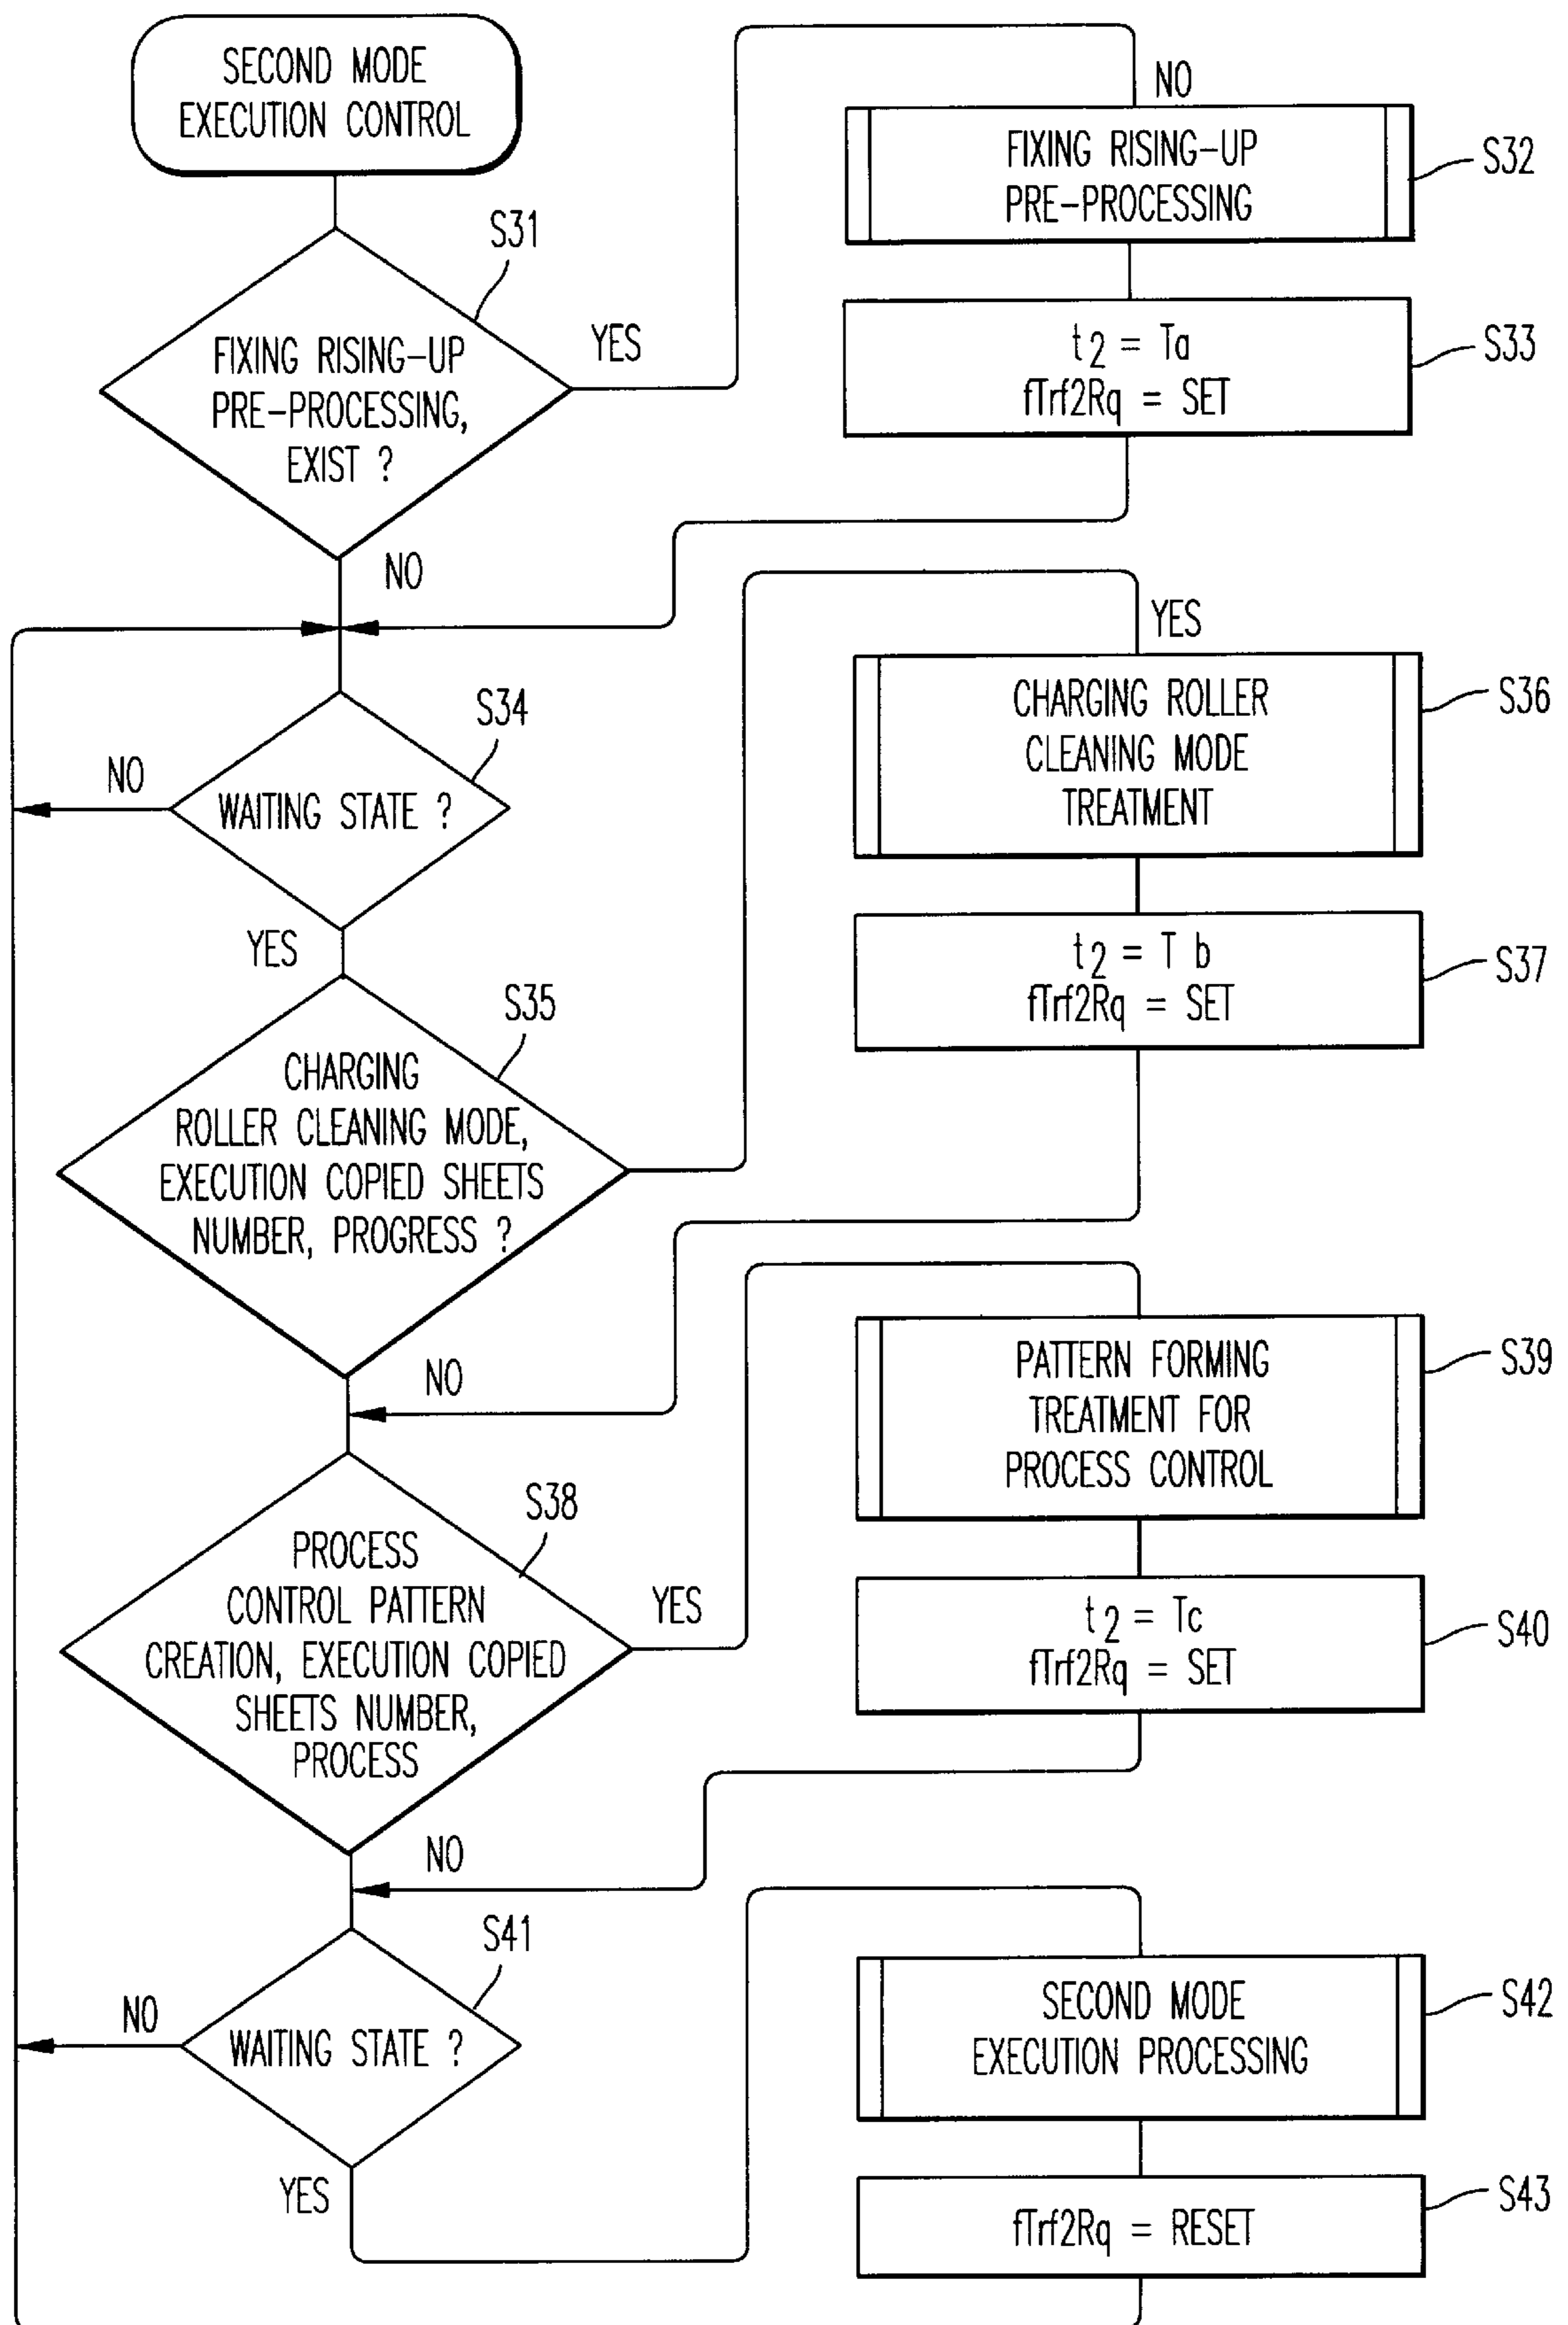 SECOND MODE
EXECUTION CONTROL
S31
FIXING RISING-UP
PRE-PROCESSING,
EXIST ?
YES
NO
NO
FIXING RISING-UP
PRE-PROCESSING
S32
t2 = Ta
fTrf2Rq = SET
S33
S34
WAITING STATE ?
NO
YES
S35
CHARGING
ROLLER CLEANING MODE,
EXECUTION COPIED SHEETS
NUMBER, PROGRESS ?
YES
NO
CHARGING ROLLER
CLEANING MODE
TREATMENT
S36
t2 = T b
fTrf2Rq = SET
S37
S38
PROCESS
CONTROL PATTERN
CREATION, EXECUTION COPIED
SHEETS NUMBER,
PROCESS
YES
NO
PATTERN FORMING
TREATMENT FOR
PROCESS CONTROL
S39
t2 = Tc
fTrf2Rq = SET
S40
S41
WAITING STATE ?
NO
YES
SECOND MODE
EXECUTION PROCESSING
S42
fTrf2Rq = RESET
S43